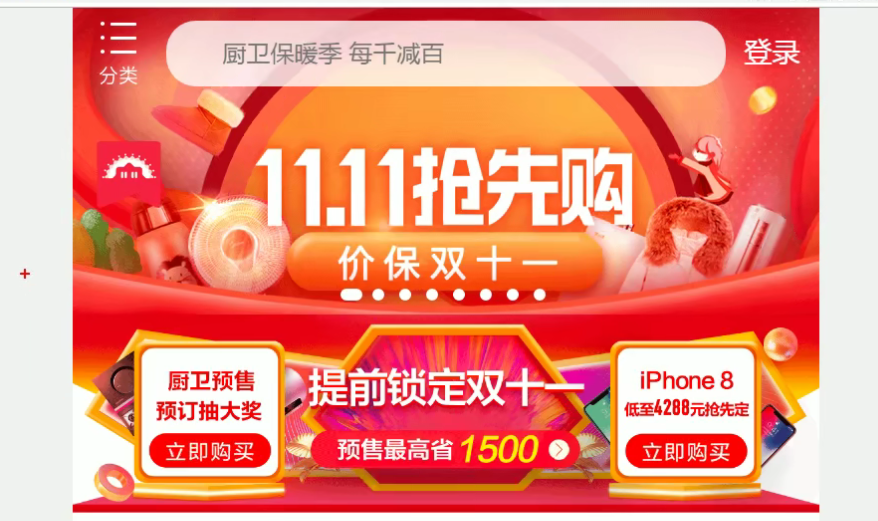 厨卫保暖季 每千减百
登录
分类
11.11抢先购
价保双十一
厨卫预售
预订抽大奖
立即购买
提前锁定双十一
预售最高省1500
iPhone 8
低至4288元抢先定
立即购买